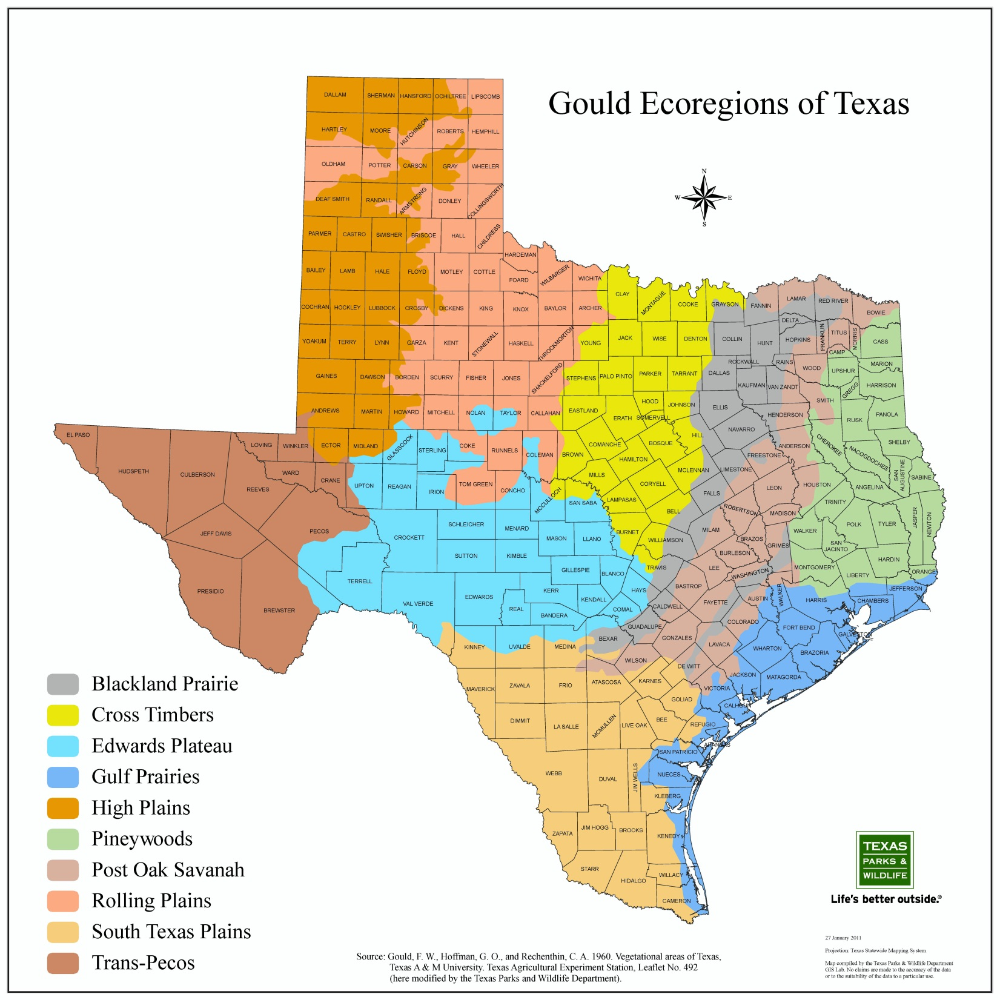 Gould Ecoregions of Texas
N
W
E
S
DALLAM
SHERMAN
HANSFORD
OCHILTREE
LIPSCOMB
HARTLEY
MOORE
HUTCHINSON
ROBERTS
HEMPHILL
OLDHAM
POTTER
CARSON
GRAY
WHEELER
DEAF SMITH
RANDALL
ARMSTRONG
DONLEY
COLLINGSWORTH
PARMER
CASTRO
SWISHER
BRISCOE
HALL
CHILDRESS
HARDEMAN
BAILEY
LAMB
HALE
FLOYD
MOTLEY
COTTLE
FOARD
WILBARGER
WICHITA
CLAY
MONTAGUE
COOKE
GRAYSON
FANNIN
LAMAR
RED RIVER
BOWIE
COCHRAN
HOCKLEY
LUBBOCK
CROSBY
DICKENS
KING
KNOX
BAYLOR
ARCHER
DELTA
YOAKUM
TERRY
LYNN
GARZA
KENT
STONEWALL
HASKELL
THROCKMORTON
YOUNG
JACK
WISE
DENTON
COLLIN
HUNT
HOPKINS
FRANKLIN
TITUS
MORRIS
CAMP
CASS
GAINES
DAWSON
BORDEN
SCURRY
FISHER
JONES
SHACKELFORD
STEPHENS
PALO PINTO
PARKER
TARRANT
DALLAS
ROCKWALL
RAINS
WOOD
UPSHUR
MARION
KAUFMAN
VAN ZANDT
GREGG
HARRISON
ANDREWS
MARTIN
HOWARD
MITCHELL
NOLAN
TAYLOR
CALLAHAN
EASTLAND
ERATH
HOOD
SOMERVELL
JOHNSON
ELLIS
HENDERSON
SMITH
RUSK
PANOLA
EL PASO
HUDSPETH
CULBERSON
LOVING
WINKLER
ECTOR
MIDLAND
GLASSCOCK
STERLING
COKE
RUNNELS
COLEMAN
BROWN
COMANCHE
HAMILTON
BOSQUE
HILL
NAVARRO
FREESTONE
ANDERSON
CHEROKEE
NACOGDOCHES
SHELBY
REEVES
WARD
CRANE
UPTON
REAGAN
IRION
TOM GREEN
CONCHO
MCCULLOCH
SAN SABA
MILLS
LAMPASAS
CORYELL
MCLENNAN
LIMESTONE
FALLS
LEON
HOUSTON
ANGELINA
SAN
AUGUSTINE
SABINE
JEFF DAVIS
PECOS
CROCKETT
SCHLEICHER
MENARD
MASON
LLANO
BURNET
BELL
WILLIAMSON
MILAM
ROBERTSON
MADISON
BRAZOS
GRIMES
WALKER
TRINITY
POLK
TYLER
JASPER
NEWTON
SAN
JACINTO
HARDIN
PRESIDIO
BREWSTER
TERRELL
SUTTON
KIMBLE
GILLESPIE
BLANCO
TRAVIS
LEE
BURLESON
WASHINGTON
MONTGOMERY
LIBERTY
ORANGE
VAL VERDE
EDWARDS
REAL
KERR
KENDALL
BANDERA
COMAL
HAYS
CALDWELL
BASTROP
FAYETTE
AUSTIN
WALKER
HARRIS
CHAMBERS
JEFFERSON
KINNEY
UVALDE
MEDINA
BEXAR
GUADALUPE
GONZALES
LAVACA
COLORADO
WHARTON
FORT BEND
BRAZORIA
GALVESTON
MAVERICK
ZAVALA
FRIO
ATASCOSA
WILSON
KARNES
DE WITT
VICTORIA
JACKSON
MATAGORDA
DIMMIT
LA SALLE
MCMULLEN
LIVE OAK
BEE
GOLIAD
REFUGIO
CALHOUN
ARANSAS
WEBB
DUVAL
JIM WELLS
SAN PATRICIO
NUECES
KLEBERG
ZAPATA
JIM HOGG
BROOKS
KENEDY
STARR
HIDALGO
WILLACY
CAMERON
Blackland Prairie
Cross Timbers
Edwards Plateau
Gulf Prairies
High Plains
Pineywoods
Post Oak Savanah
Rolling Plains
South Texas Plains
Trans-Pecos
TEXAS
PARKS &
WILDLIFE
Life's better outside.®
Source: Gould, F. W., Hoffman, G. O., and Rechenthin, C. A. 1960. Vegetational areas of Texas,
Texas A & M University. Texas Agricultural Experiment Station, Leaflet No. 492
(here modified by the Texas Parks and Wildlife Department).
27 January 2011
Projection: Texas Statewide Mapping System
Map compiled by the Texas Parks & Wildlife Department
GIS Lab. No claims are made to the accuracy of the data
or to the suitability of the data to a particular use.